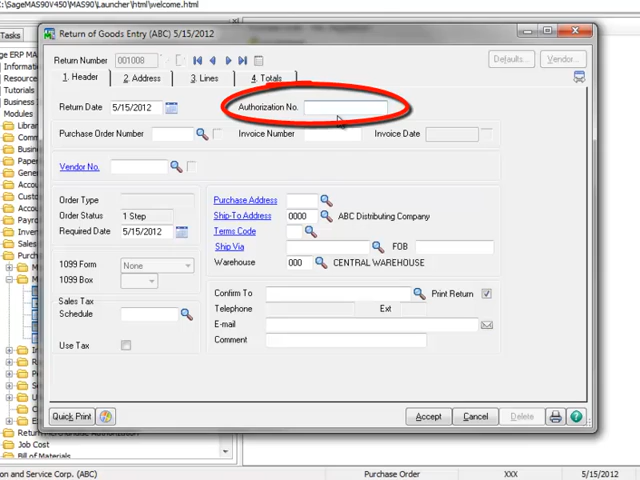 :/SageMAS90V450/MAS90/Launcher/html/welcome.html
Tasks
Return of Goods Entry (ABC) 5/15/2012
Sage ERP MAS
Resources
Tutorials
Business
Modules
Return Number 001008
Defaults...
Vendor...
1. Header
2. Address
3. Lines
4. Totals
Return Date 5/15/2012
Authorization No.
Purchase Order Number
Invoice Number
Invoice Date
Vendor No.
Order Type
Order Status 1 Step
Required Date 5/15/2012
Purchase Address
Ship-To Address 0000 ABC Distributing Company
Terms Code
Ship Via
FOB
Warehouse 000 CENTRAL WAREHOUSE
1099 Form None
1099 Box
Sales Tax
Schedule
Use Tax
Confirm To
Print Return
Telephone
Ext
E-mail
Comment
Quick Print
Accept
Cancel
Delete
Job Cost
Bill of Materials
on and Service Corp. (ABC)
Purchase Order
XXX
5/15/2012